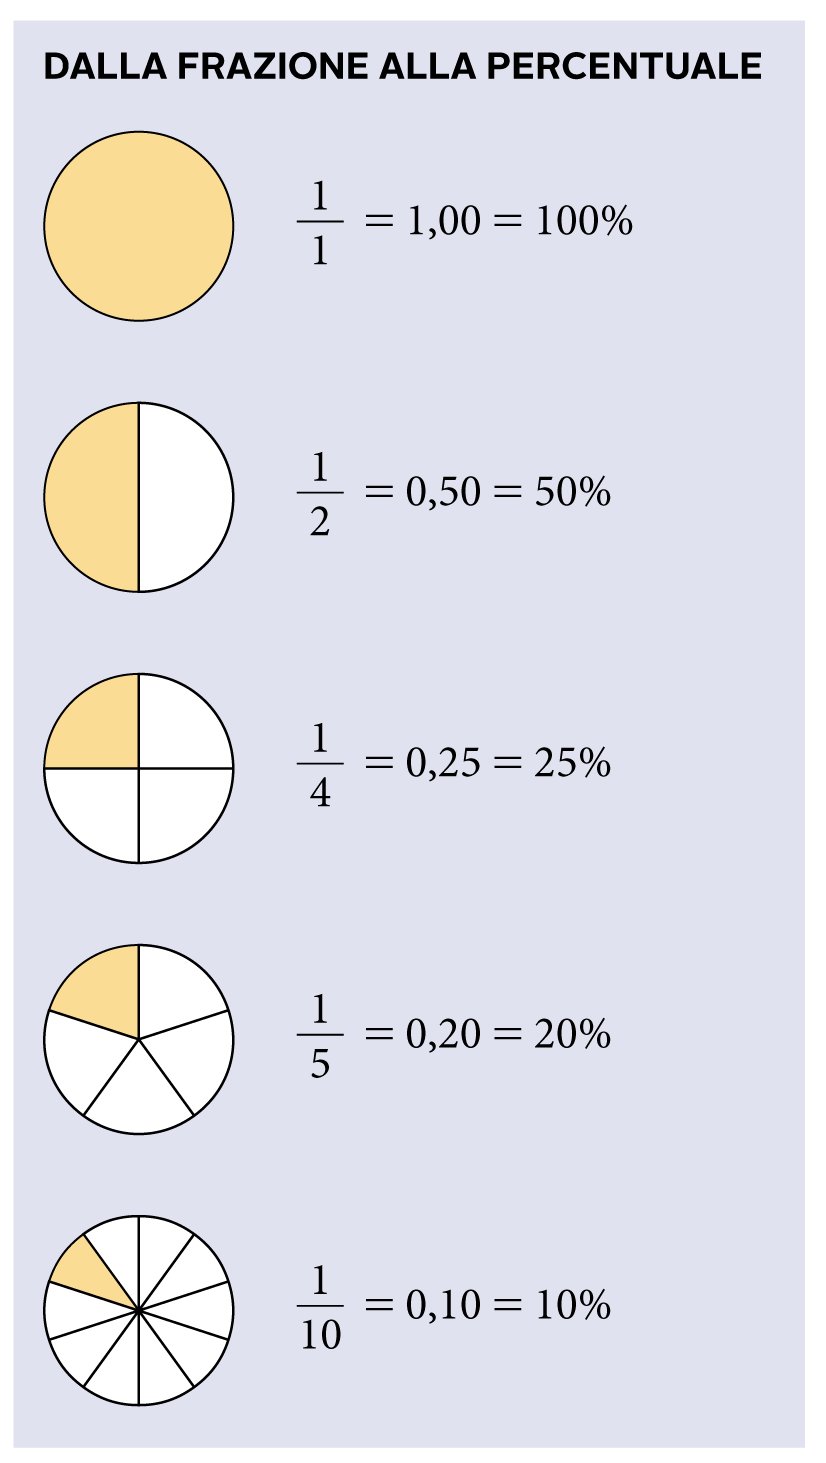 DALLA FRAZIONE ALLA PERCENTUALE
1/1 = 1,00 = 100%
1/2 = 0,50 = 50%
1/4 = 0,25 = 25%
1/5 = 0,20 = 20%
1/10 = 0,10 = 10%